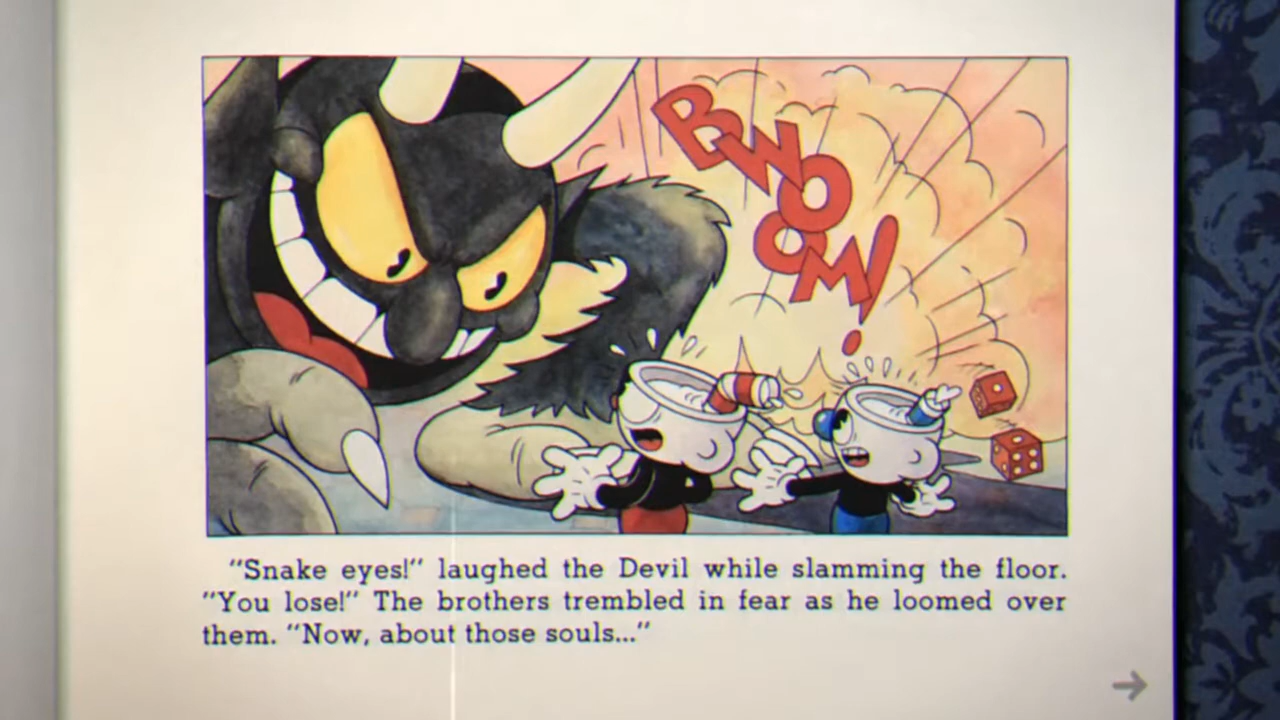 BWOOM!
“Snake eyes!” laughed the Devil while slamming the floor.
“You lose!” The brothers trembled in fear as he loomed over
them. “Now, about those souls...”